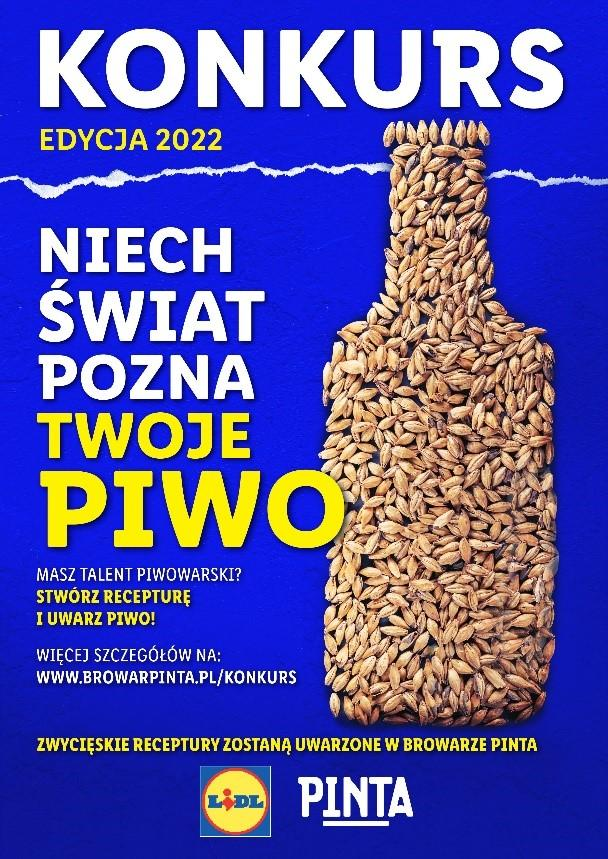 KONKURS
EDYCJA 2022
NIECH
ŚWIAT
POZNA
TWOJE
PIWO
MASZ TALENT PIWOWARSKI?
STWÓRZ RECEPTURĘ
I UWARZ PIWO!
WIĘCEJ SZCZEGÓŁÓW NA:
WWW.BROWARPINTA.PL/KONKURS
ZWYCIĘSKIE RECEPTURY ZOSTANĄ UWARZONE W BROWARZE PINTA
LiDL
PINTA